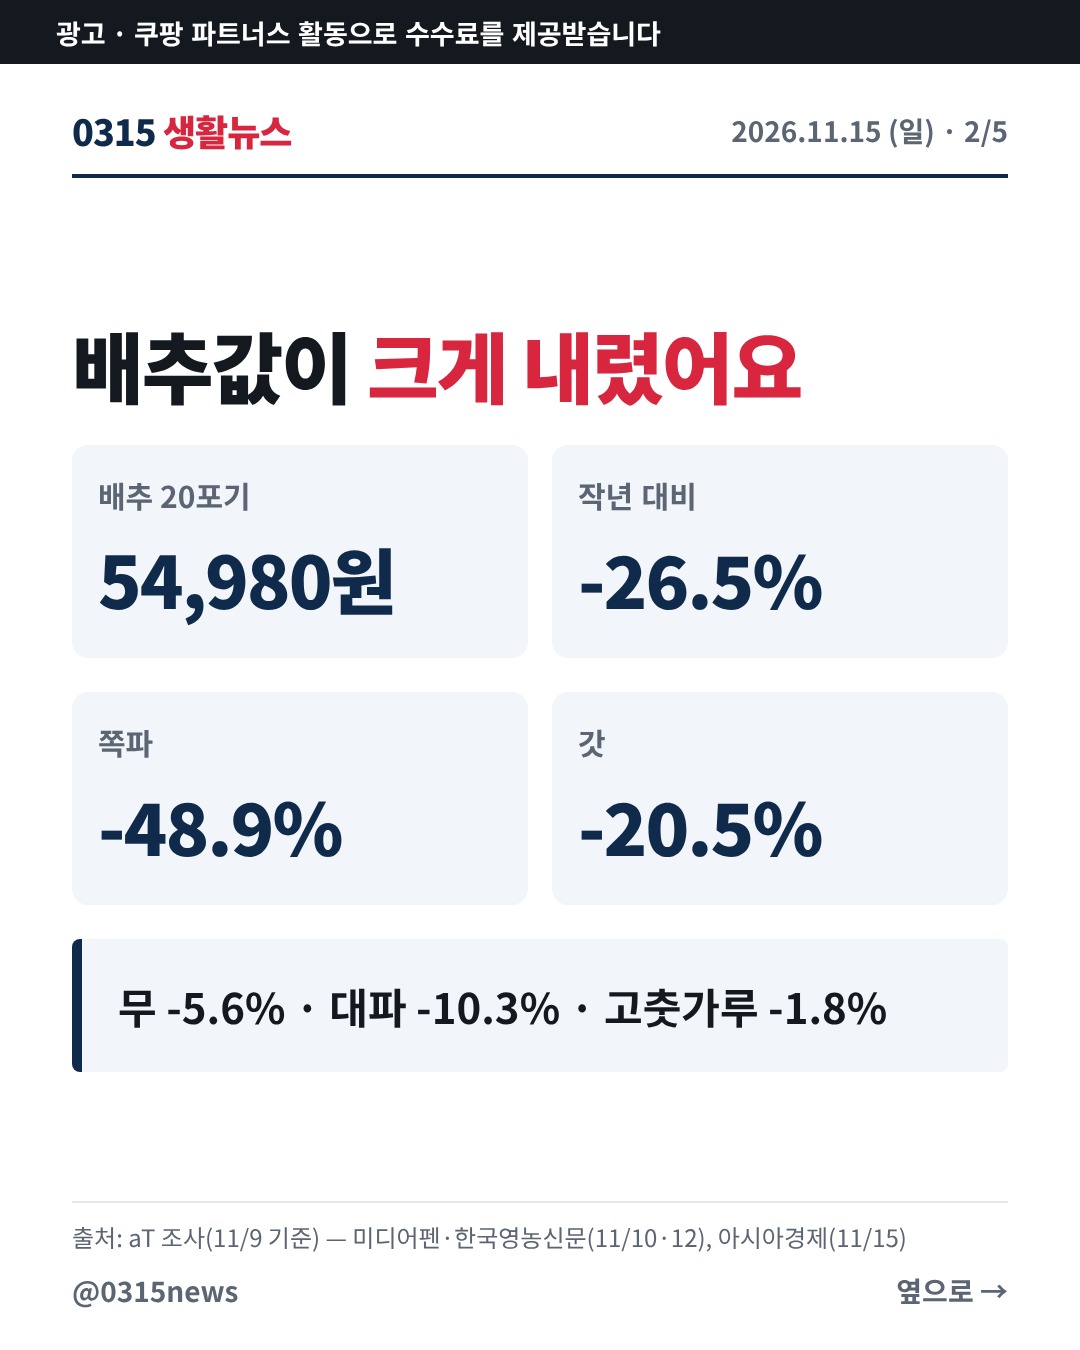 광고 · 쿠팡 파트너스 활동으로 수수료를 제공받습니다
0315 생활뉴스
2026.11.15 (일) · 2/5
배추값이 크게 내렸어요
배추 20포기
54,980원
작년 대비
-26.5%
쪽파
-48.9%
갓
-20.5%
무 -5.6% · 대파 -10.3% · 고춧가루 -1.8%
출처: aT 조사(11/9 기준) — 미디어펜·한국영농신문(11/10·12), 아시아경제(11/15)
@0315news
옆으로 →